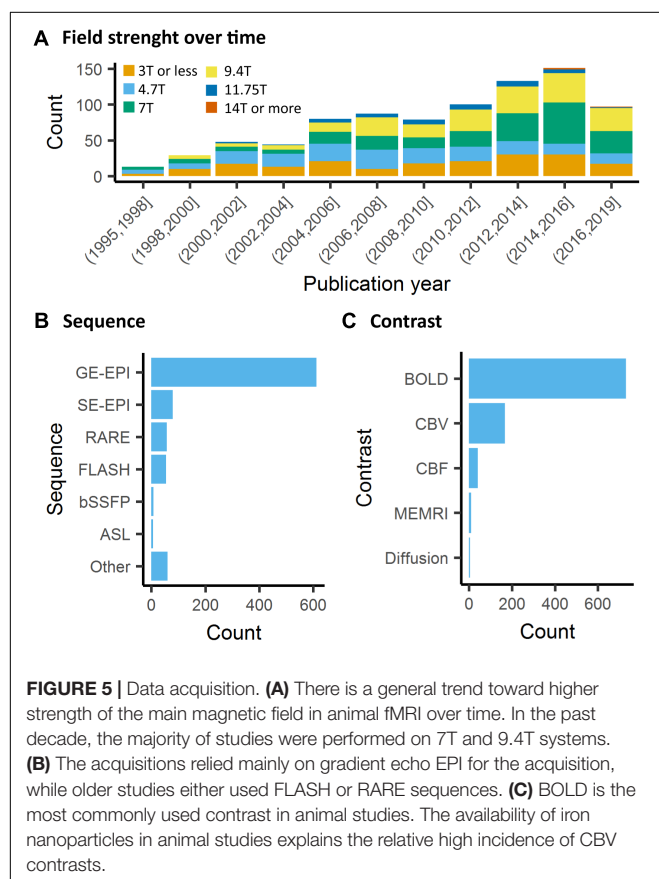 A Field strenght over time
3T or less
4.7T
7T
9.4T
11.75T
14T or more
Count
150
100
50
0
(1995,1998]
(1998,2000]
(2000,2002]
(2002,2004]
(2004,2006]
(2006,2008]
(2008,2010]
(2010,2012]
(2012,2014]
(2014,2016]
(2016,2019]
Publication year
B Sequence
Sequence
GE-EPI
SE-EPI
RARE
FLASH
bSSFP
ASL
Other
0 200 400 600
Count
C Contrast
Contrast
BOLD
CBV
CBF
MEMRI
Diffusion
0 200 400 600
Count
FIGURE 5 | Data acquisition. (A) There is a general trend toward higher
strength of the main magnetic field in animal fMRI over time. In the past
decade, the majority of studies were performed on 7T and 9.4T systems.
(B) The acquisitions relied mainly on gradient echo EPI for the acquisition,
while older studies either used FLASH or RARE sequences. (C) BOLD is the
most commonly used contrast in animal studies. The availability of iron
nanoparticles in animal studies explains the relative high incidence of CBV
contrasts.